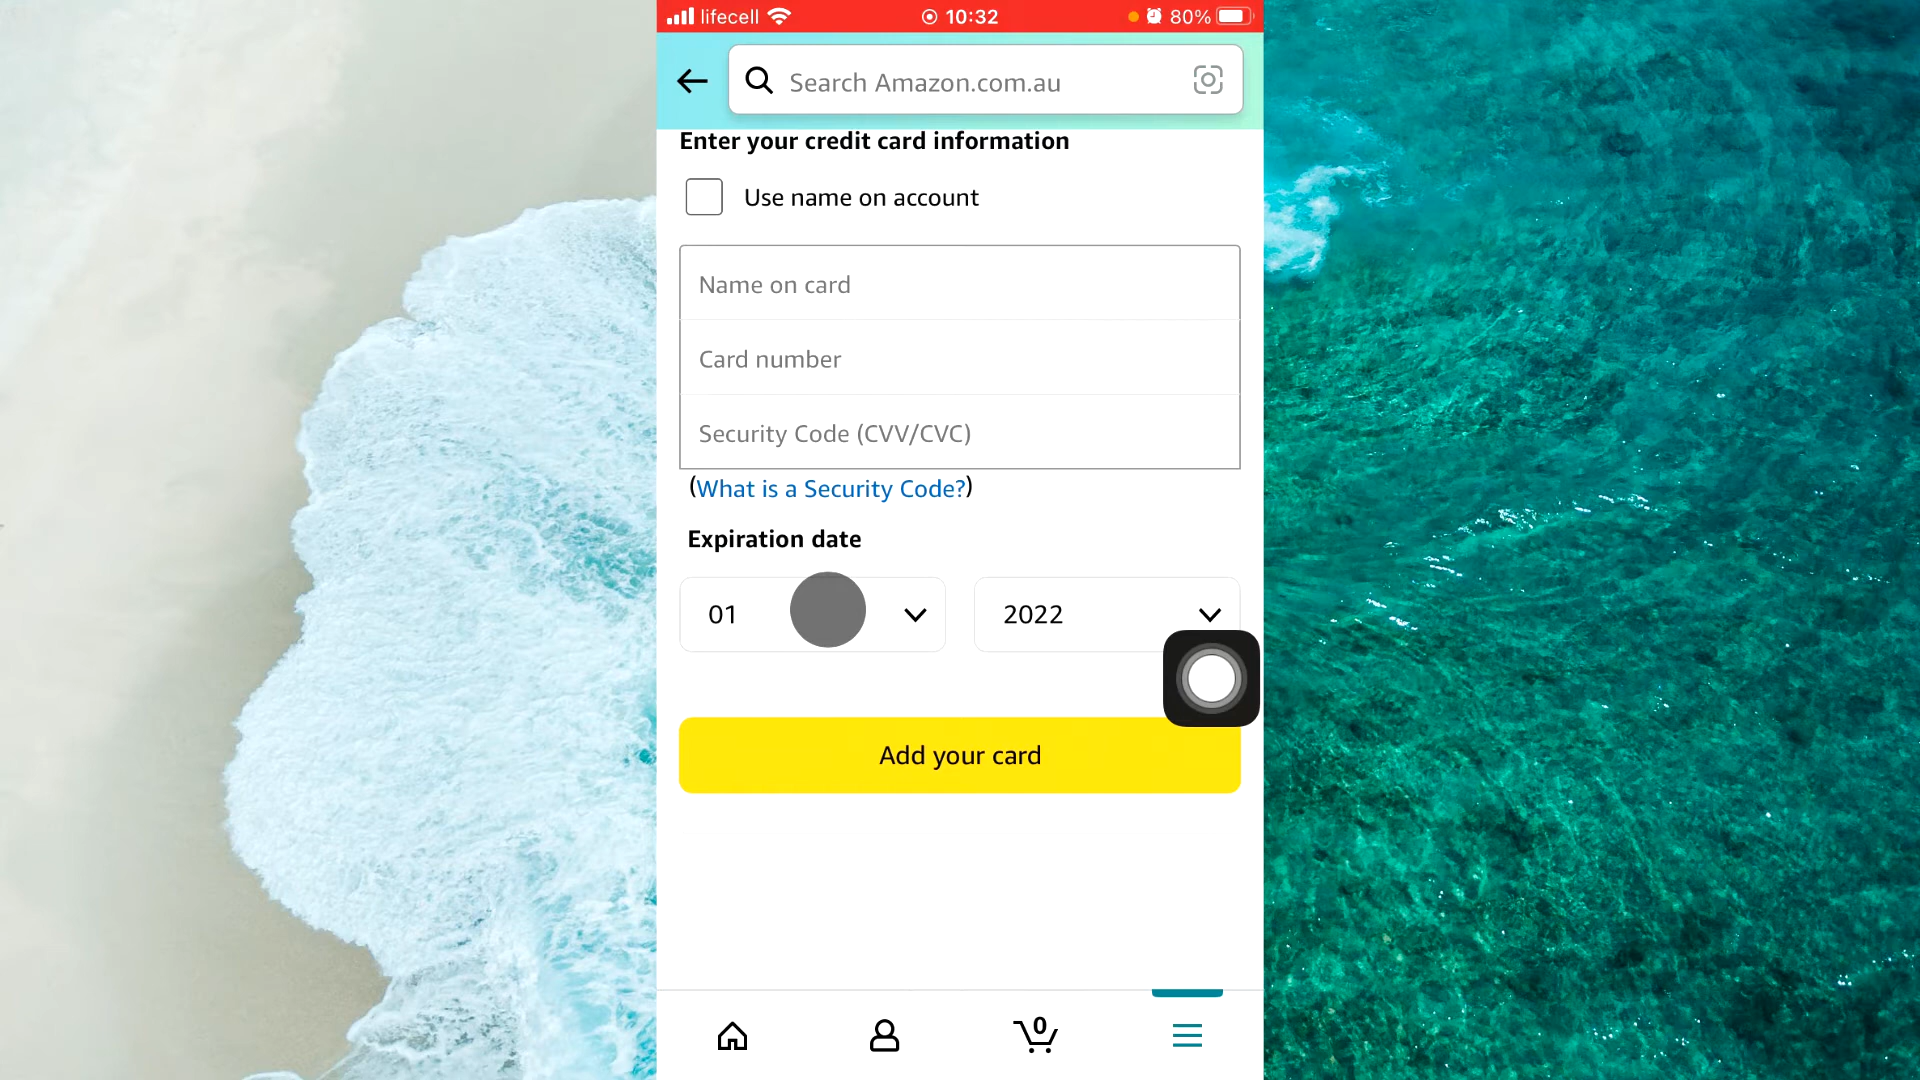 lifecell 10:32 80%
Search Amazon.com.au
Enter your credit card information
Use name on account
Name on card
Card number
Security Code (CVV/CVC)
(What is a Security Code?)
Expiration date
01 2022
Add your card
0